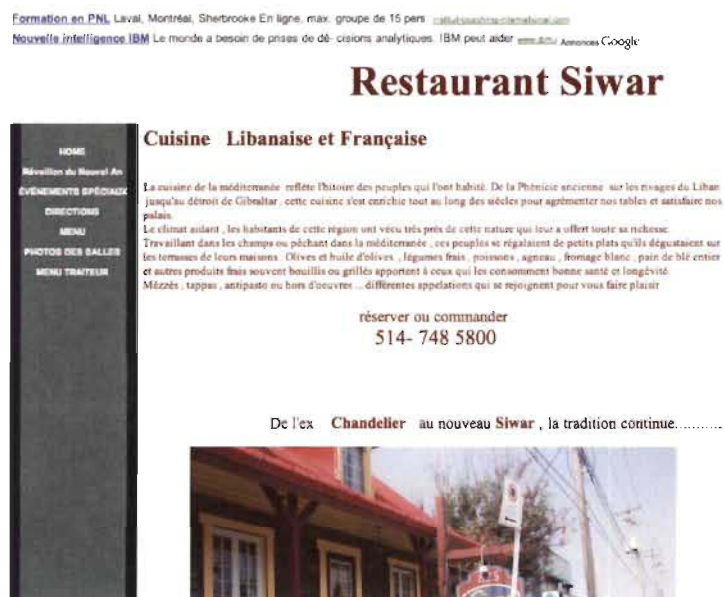 Formation en PNL Laval, Montréal, Sherbrooke En ligne, max. groupe de 15 pers
Nouvelle intelligence IBM Le monde a besoin de prises de dé- cisions analytiques. IBM peut aider
Annonces Google
Restaurant Siwar
HOME
Réveillon du Nouvel An
ÉVÉNEMENTS SPÉCIAUX
DIRECTIONS
MENU
PHOTOS DES SALLES
MENU TRAITEUR
Cuisine Libanaise et Française
La cuisine de la méditerranée reflète l'hitoire des peuples qui l'ont habité. De la Phénicie ancienne sur les rivages du Liban
jusqu'au détroit de Gibraltar , cette cuisine s'est enrichie tout au long des siècles pour agrémenter nos tables et satisfaire nos
palais.
Le climat aidant , les habitants de cette région ont vécu très près de cette nature qui leur a offert toute sa richesse.
Travaillant dans les champs ou pêchant dans la méditerranée , ces peuples se régalaient de petits plats qu'ils dégustaient sur
les terrasses de leurs maisons. Olives et huile d'olives , légumes frais , poissons , agneau , fromage blanc , pain de blé entier
et autres produits frais souvent bouillis ou grillés apportent à ceux qui les consomment bonne santé et longévité.
Mézzés , tappas , antipasto ou hors d'oeuvres ... différentes appelations qui se rejoignent pour vous faire plaisir
réserver ou commander
514- 748 5800
De l'ex Chandelier au nouveau Siwar , la tradition continue...........